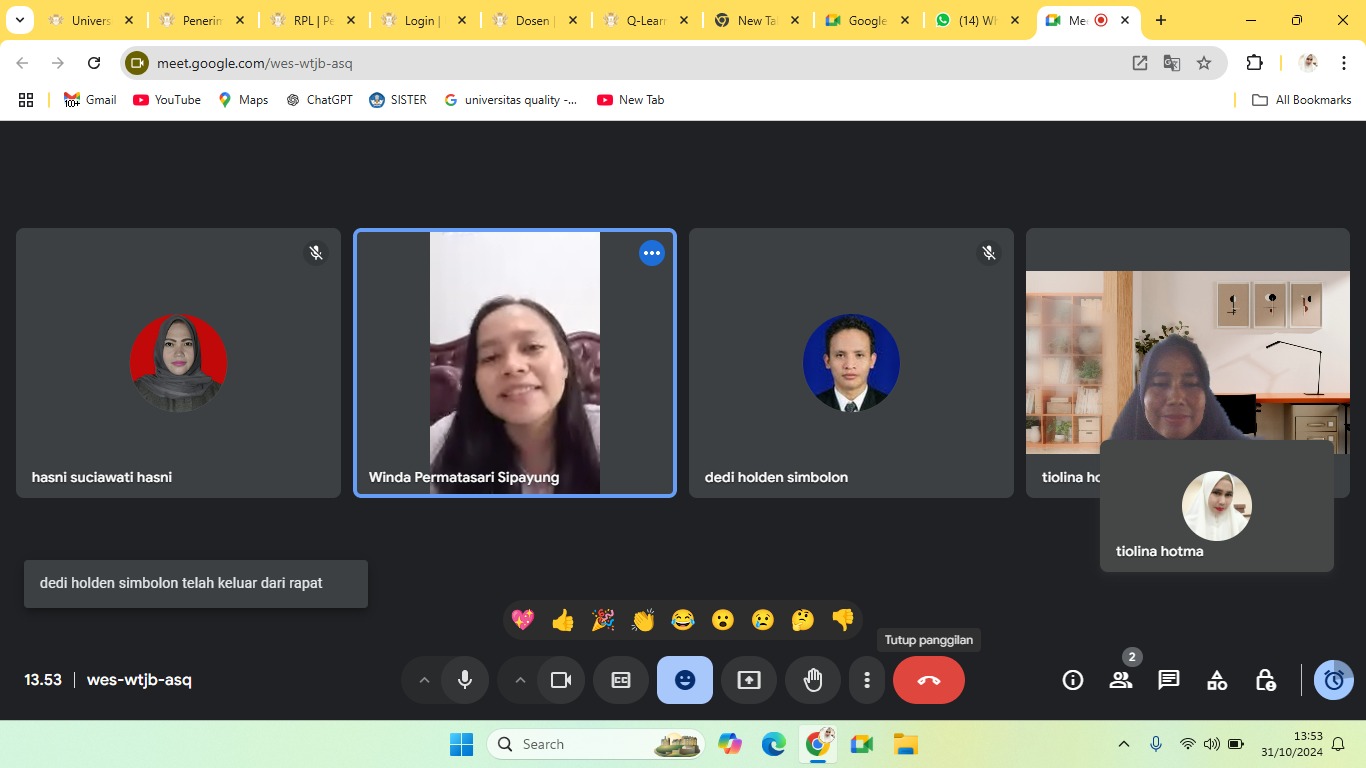 Univers
Penerim
RPL | Pe
Login |
Dosen |
Q-Lear
New Ta
Google
(14) Wh
Me
meet.google.com/wes-wtjb-asq
Gmail
YouTube
Maps
ChatGPT
SISTER
universitas quality -...
New Tab
All Bookmarks
hasni suciawati hasni
Winda Permatasari Sipayung
dedi holden simbolon
tiolina ho
tiolina hotma
dedi holden simbolon telah keluar dari rapat
Tutup panggilan
13.53
wes-wtjb-asq
2
Search
13:53
31/10/2024